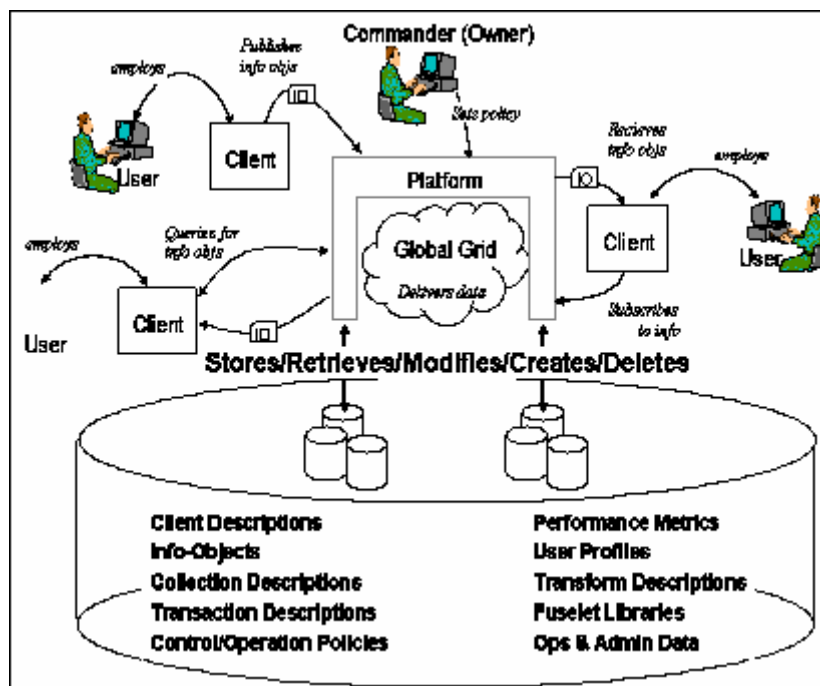 Commander (Owner)
Publishes
info objs
employs
IO
Sets policy
Recieves
info objs
employs
User
Client
Platform
IO
Client
User
Global Grid
Delivers data
Queries for
info objs
employs
Client
IO
User
Subscribes
to info
Stores/Retrieves/Modifies/Creates/Deletes
Client Descriptions
Info-Objects
Collection Descriptions
Transaction Descriptions
Control/Operation Policies
Performance Metrics
User Profiles
Transform Descriptions
Fuselet Libraries
Ops & Admin Data